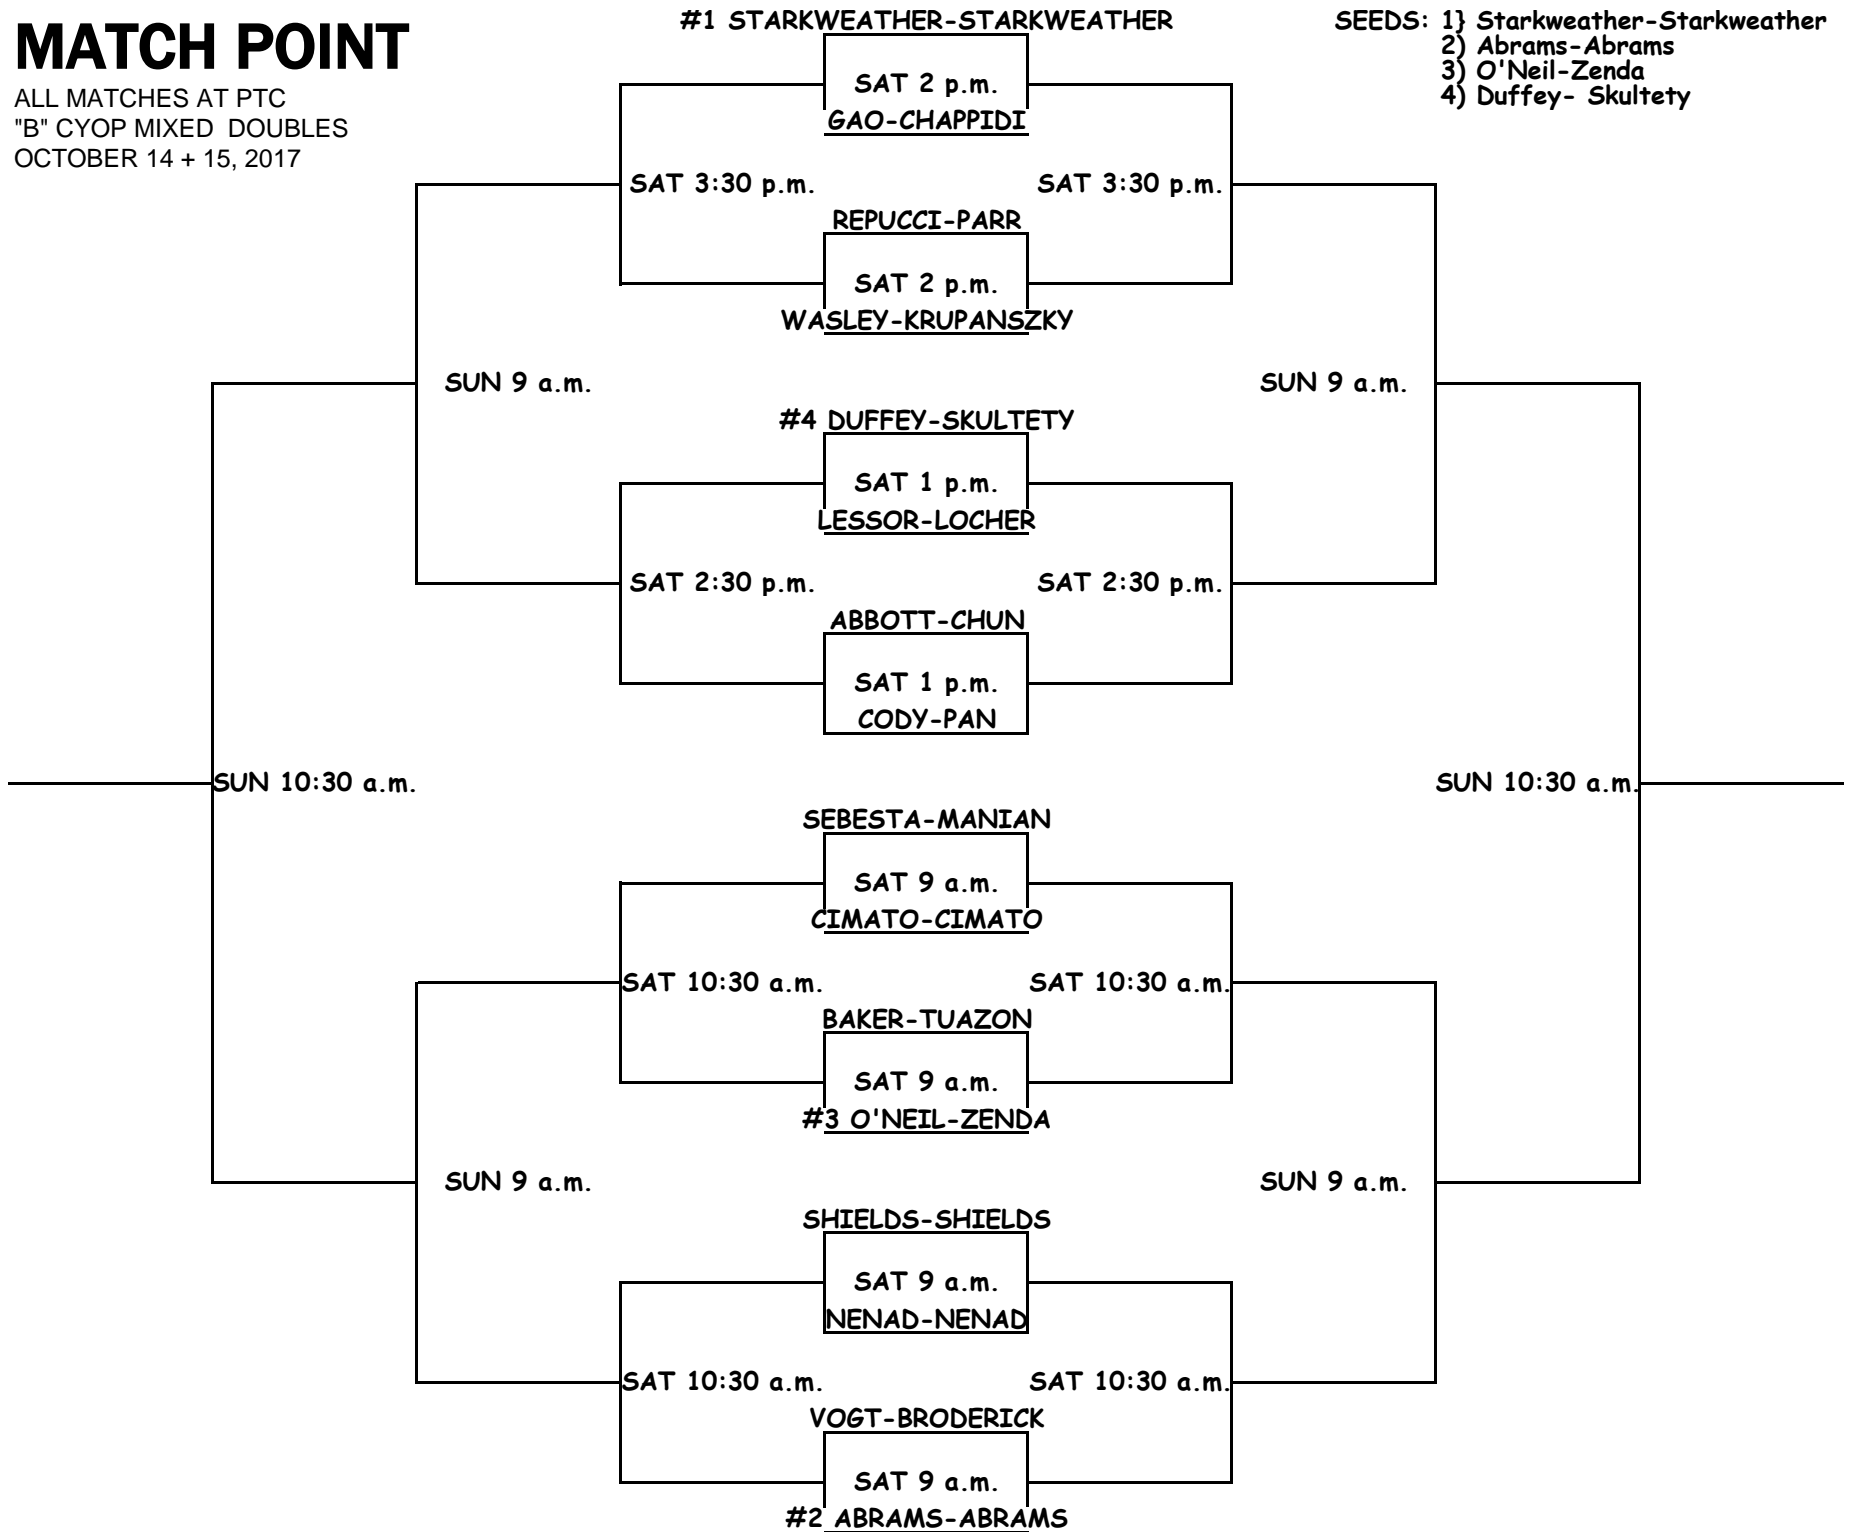 MATCH POINT
ALL MATCHES AT PTC
"B" CYOP MIXED  DOUBLES
OCTOBER 14 + 15, 2017
SEEDS: 1} Starkweather-Starkweather
2) Abrams-Abrams
3) O'Neil-Zenda
4) Duffey- Skultety
#1 STARKWEATHER-STARKWEATHER
SAT 2 p.m.
GAO-CHAPPIDI
SAT 3:30 p.m. SAT 3:30 p.m.
REPUCCI-PARR
SAT 2 p.m.
WASLEY-KRUPANSZKY
SUN 9 a.m. SUN 9 a.m.
#4 DUFFEY-SKULTETY
SAT 1 p.m.
LESSOR-LOCHER
SAT 2:30 p.m. SAT 2:30 p.m.
ABBOTT-CHUN
SAT 1 p.m.
CODY-PAN
SUN 10:30 a.m. SUN 10:30 a.m.
SEBESTA-MANIAN
SAT 9 a.m.
CIMATO-CIMATO
SAT 10:30 a.m. SAT 10:30 a.m.
BAKER-TUAZON
SAT 9 a.m.
#3 O'NEIL-ZENDA
SUN 9 a.m. SUN 9 a.m.
SHIELDS-SHIELDS
SAT 9 a.m.
NENAD-NENAD
SAT 10:30 a.m. SAT 10:30 a.m.
VOGT-BRODERICK
SAT 9 a.m.
#2 ABRAMS-ABRAMS